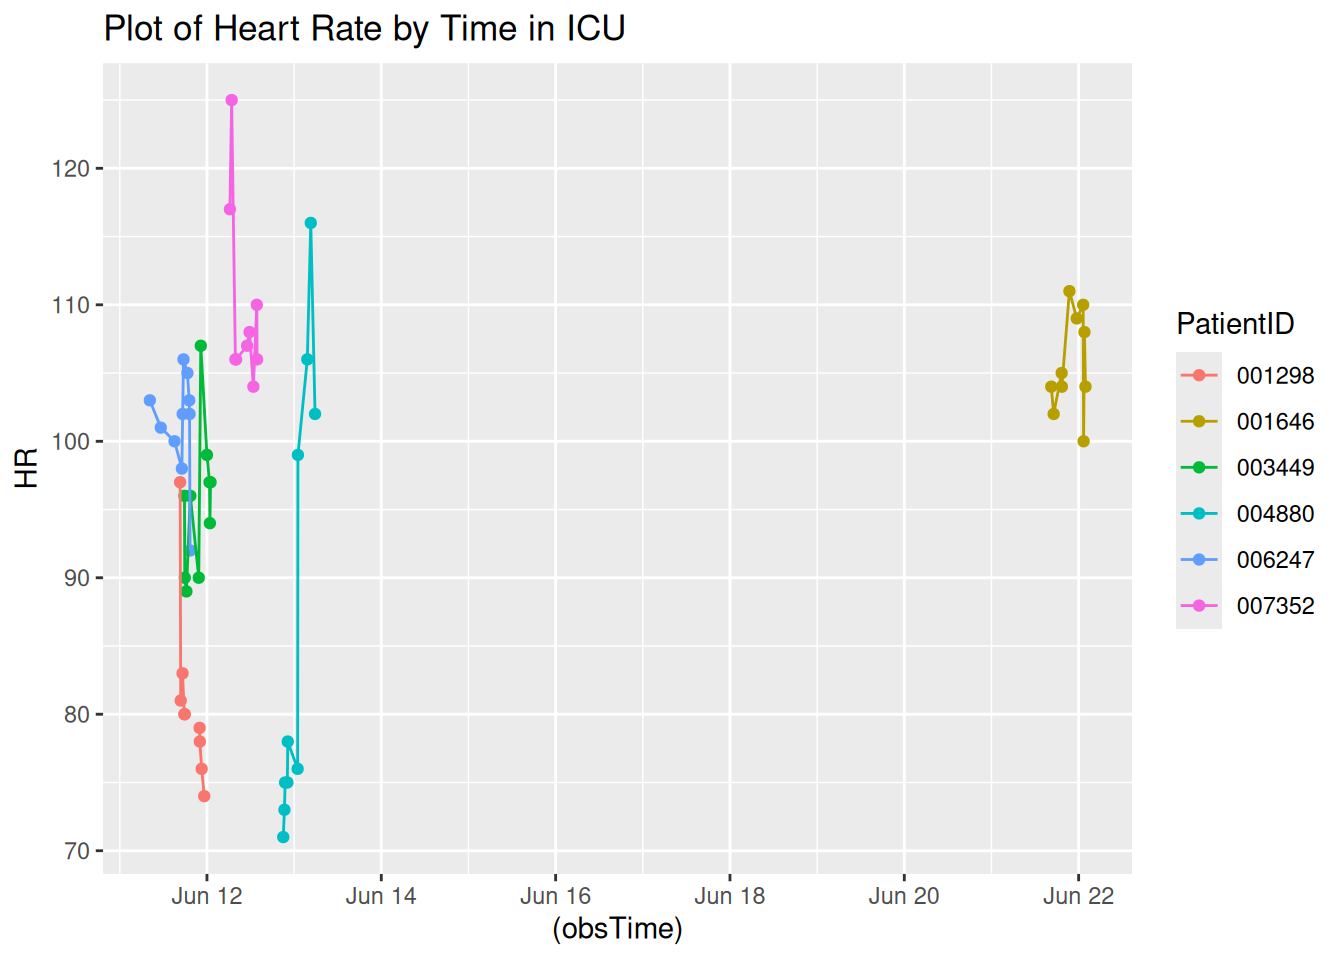 Plot of Heart Rate by Time in ICU
120
110
100
90
80
70
HR
Jun 12 Jun 14 Jun 16 Jun 18 Jun 20 Jun 22
(obsTime)
PatientID
001298
001646
003449
004880
006247
007352